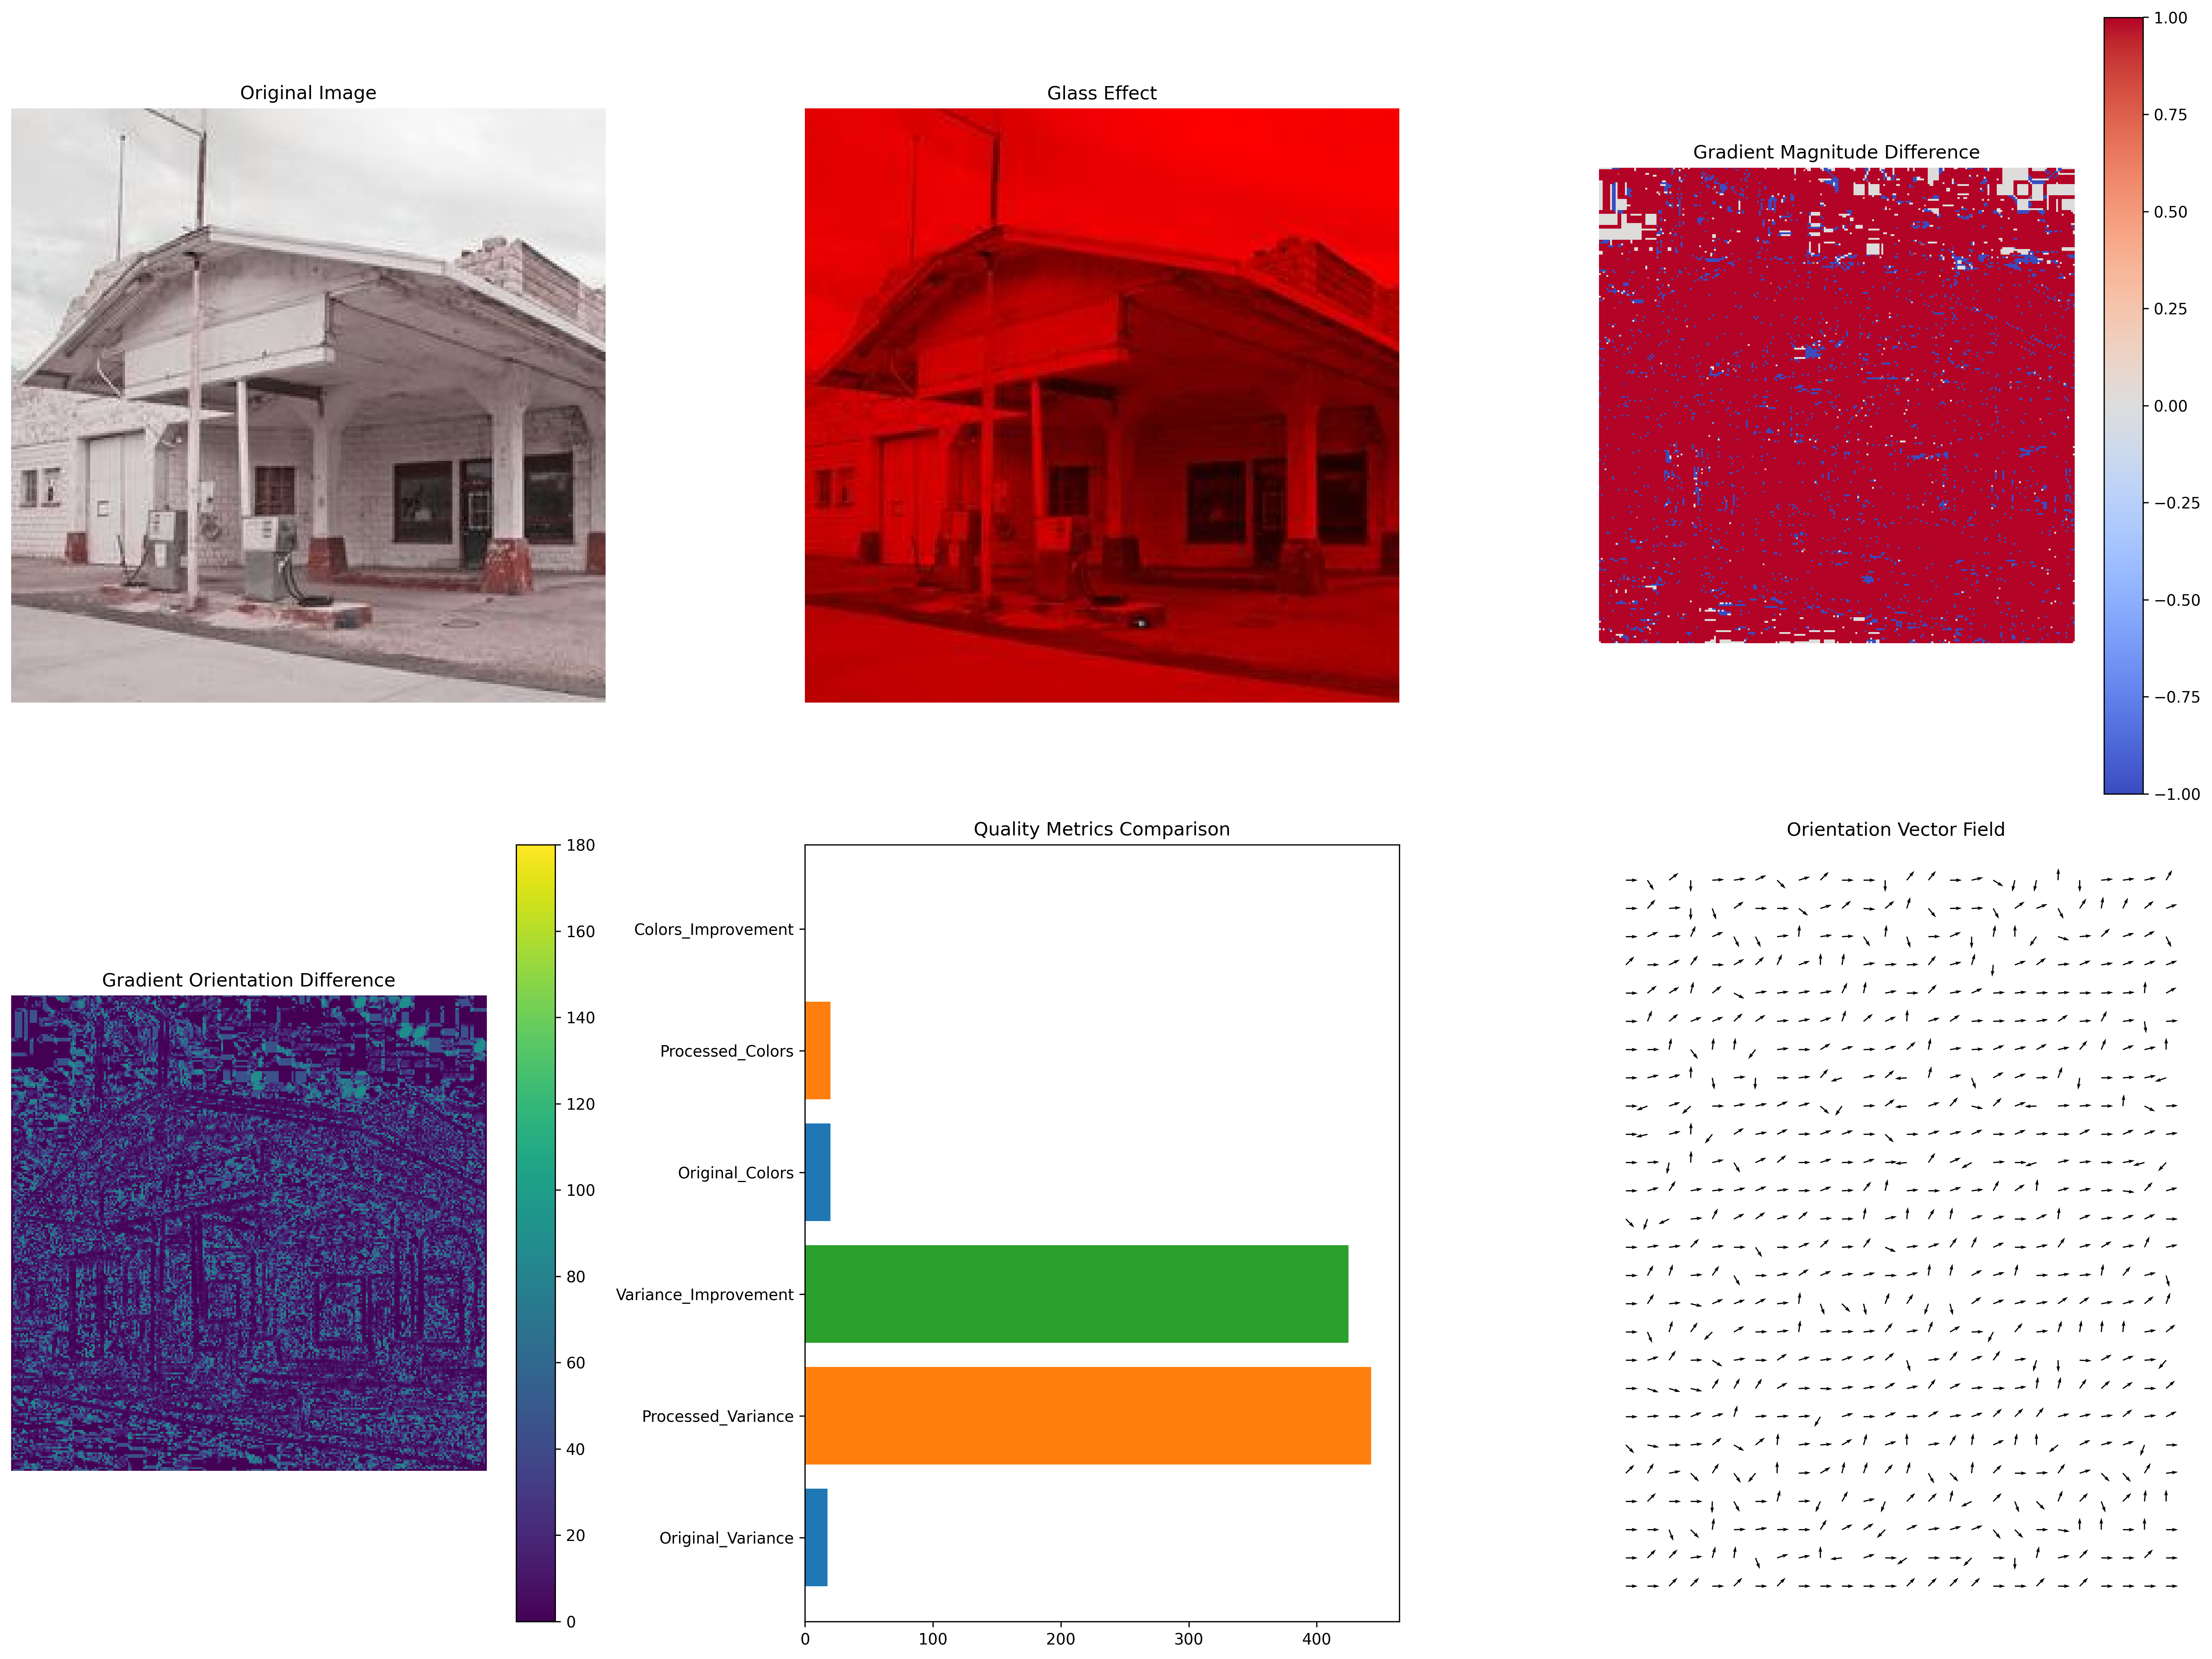 Original Image
Glass Effect
Gradient Magnitude Difference
1.00
0.75
0.50
0.25
0.00
−0.25
−0.50
−0.75
−1.00
Gradient Orientation Difference
180
160
140
120
100
80
60
40
20
0
Quality Metrics Comparison
Colors_Improvement
Processed_Colors
Original_Colors
Variance_Improvement
Processed_Variance
Original_Variance
0 100 200 300 400
Orientation Vector Field